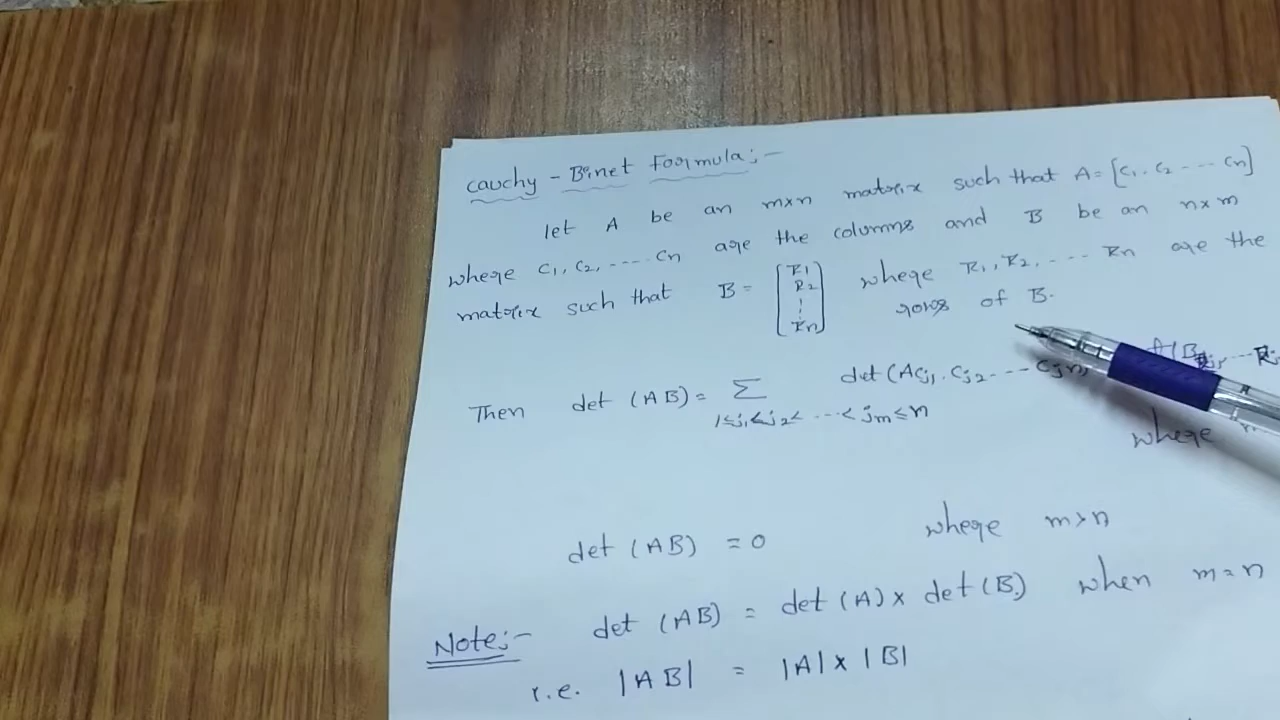 Cauchy - Binet Formula:-
let A be an m×n matrix such that A = [C1, C2 ---- Cn]
where C1, C2, ---- Cn are the columns and B be an n×m
matrix such that B = [R1 R2 ⋮ Rn] where R1, R2, ---- Rn are the
rows of B.
Then det (AB) = Σ det (A Cj1, Cj2 --- Cjn)
1≤j1<j2< ---< jm≤n
where
det (AB) = 0 where m>n
Note:- det (AB) = det (A) × det (B) when m=n
i.e. |AB| = |A| × |B|